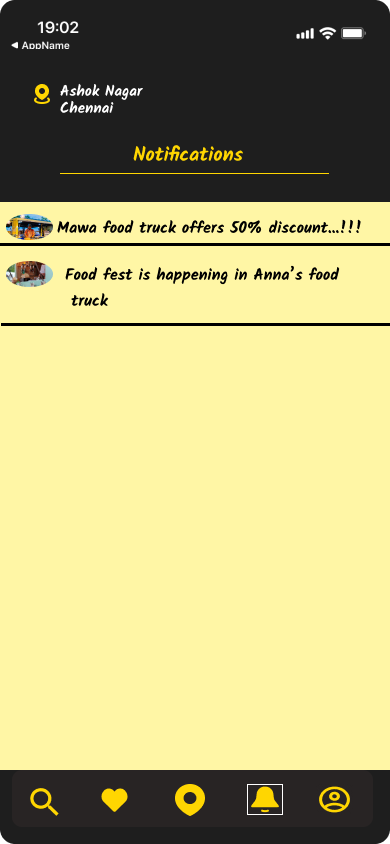 19:02
AppName
Ashok Nagar
Chennai
Notifications
Mawa food truck offers 50% discount...!!!
Food fest is happening in Anna's food
truck